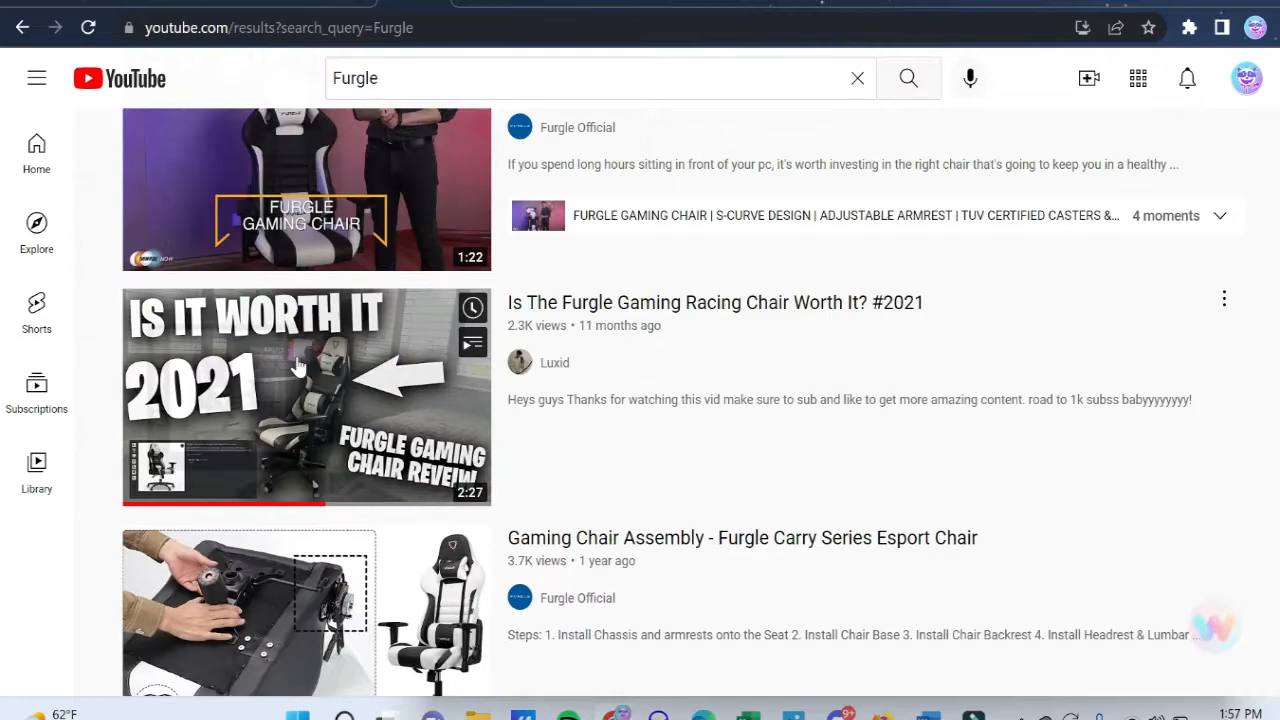 youtube.com/results?search_query=Furgle
YouTube
Furgle
Home
Explore
Shorts
Subscriptions
Library
FURGLE
GAMING CHAIR
1:22
Furgle Official
If you spend long hours sitting in front of your pc, it's worth investing in the right chair that's going to keep you in a healthy ...
FURGLE GAMING CHAIR | S-CURVE DESIGN | ADJUSTABLE ARMREST | TUV CERTIFIED CASTERS &...
4 moments
IS IT WORTH IT
2021
FURGLE GAMING
CHAIR REVEIW
2:27
Is The Furgle Gaming Racing Chair Worth It? #2021
2.3K views • 11 months ago
Luxid
Heys guys Thanks for watching this vid make sure to sub and like to get more amazing content. road to 1k subss babyyyyyyy!
Gaming Chair Assembly - Furgle Carry Series Esport Chair
3.7K views • 1 year ago
Furgle Official
Steps: 1. Install Chassis and armrests onto the Seat 2. Install Chair Base 3. Install Chair Backrest 4. Install Headrest & Lumbar ...
62°F
9+
1:57 PM